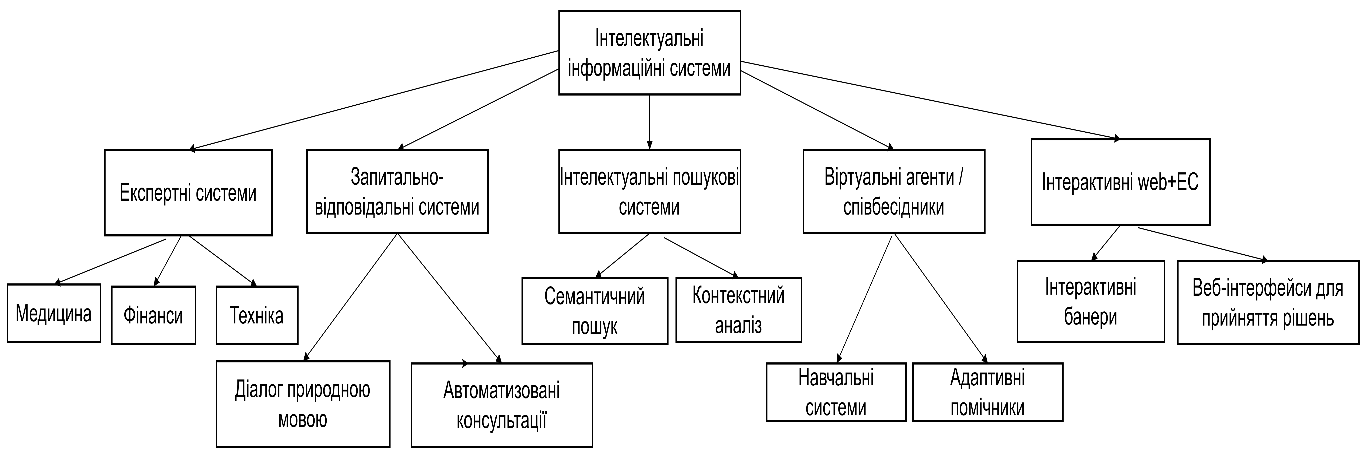 Інтелектуальні
інформаційні системи
Експертні системи
Запитально-
відповідальні системи
Інтелектуальні пошукові
системи
Віртуальні агенти /
співбесідники
Інтерактивні web+ЕС
Медицина
Фінанси
Техніка
Семантичний
пошук
Контекстний
аналіз
Інтерактивні
банери
Веб-інтерфейси для
прийняття рішень
Діалог природною
мовою
Автоматизовані
консультації
Навчальні
системи
Адаптивні
помічники